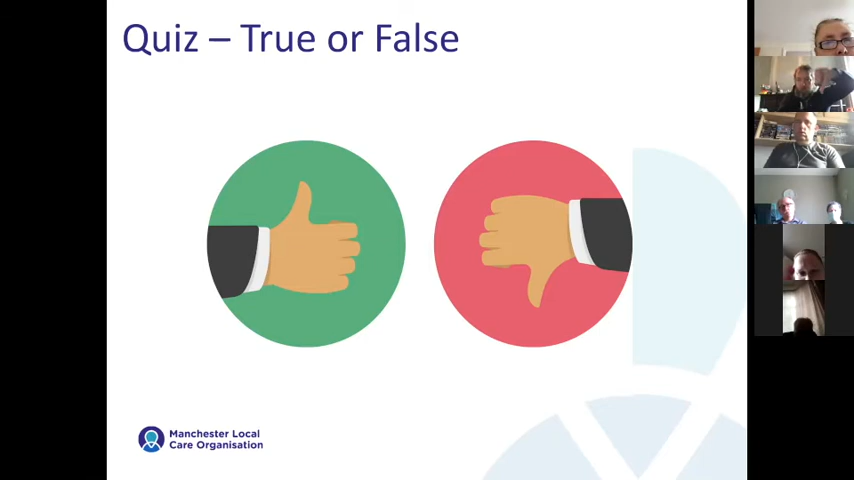 Quiz – True or False
Manchester Local
Care Organisation